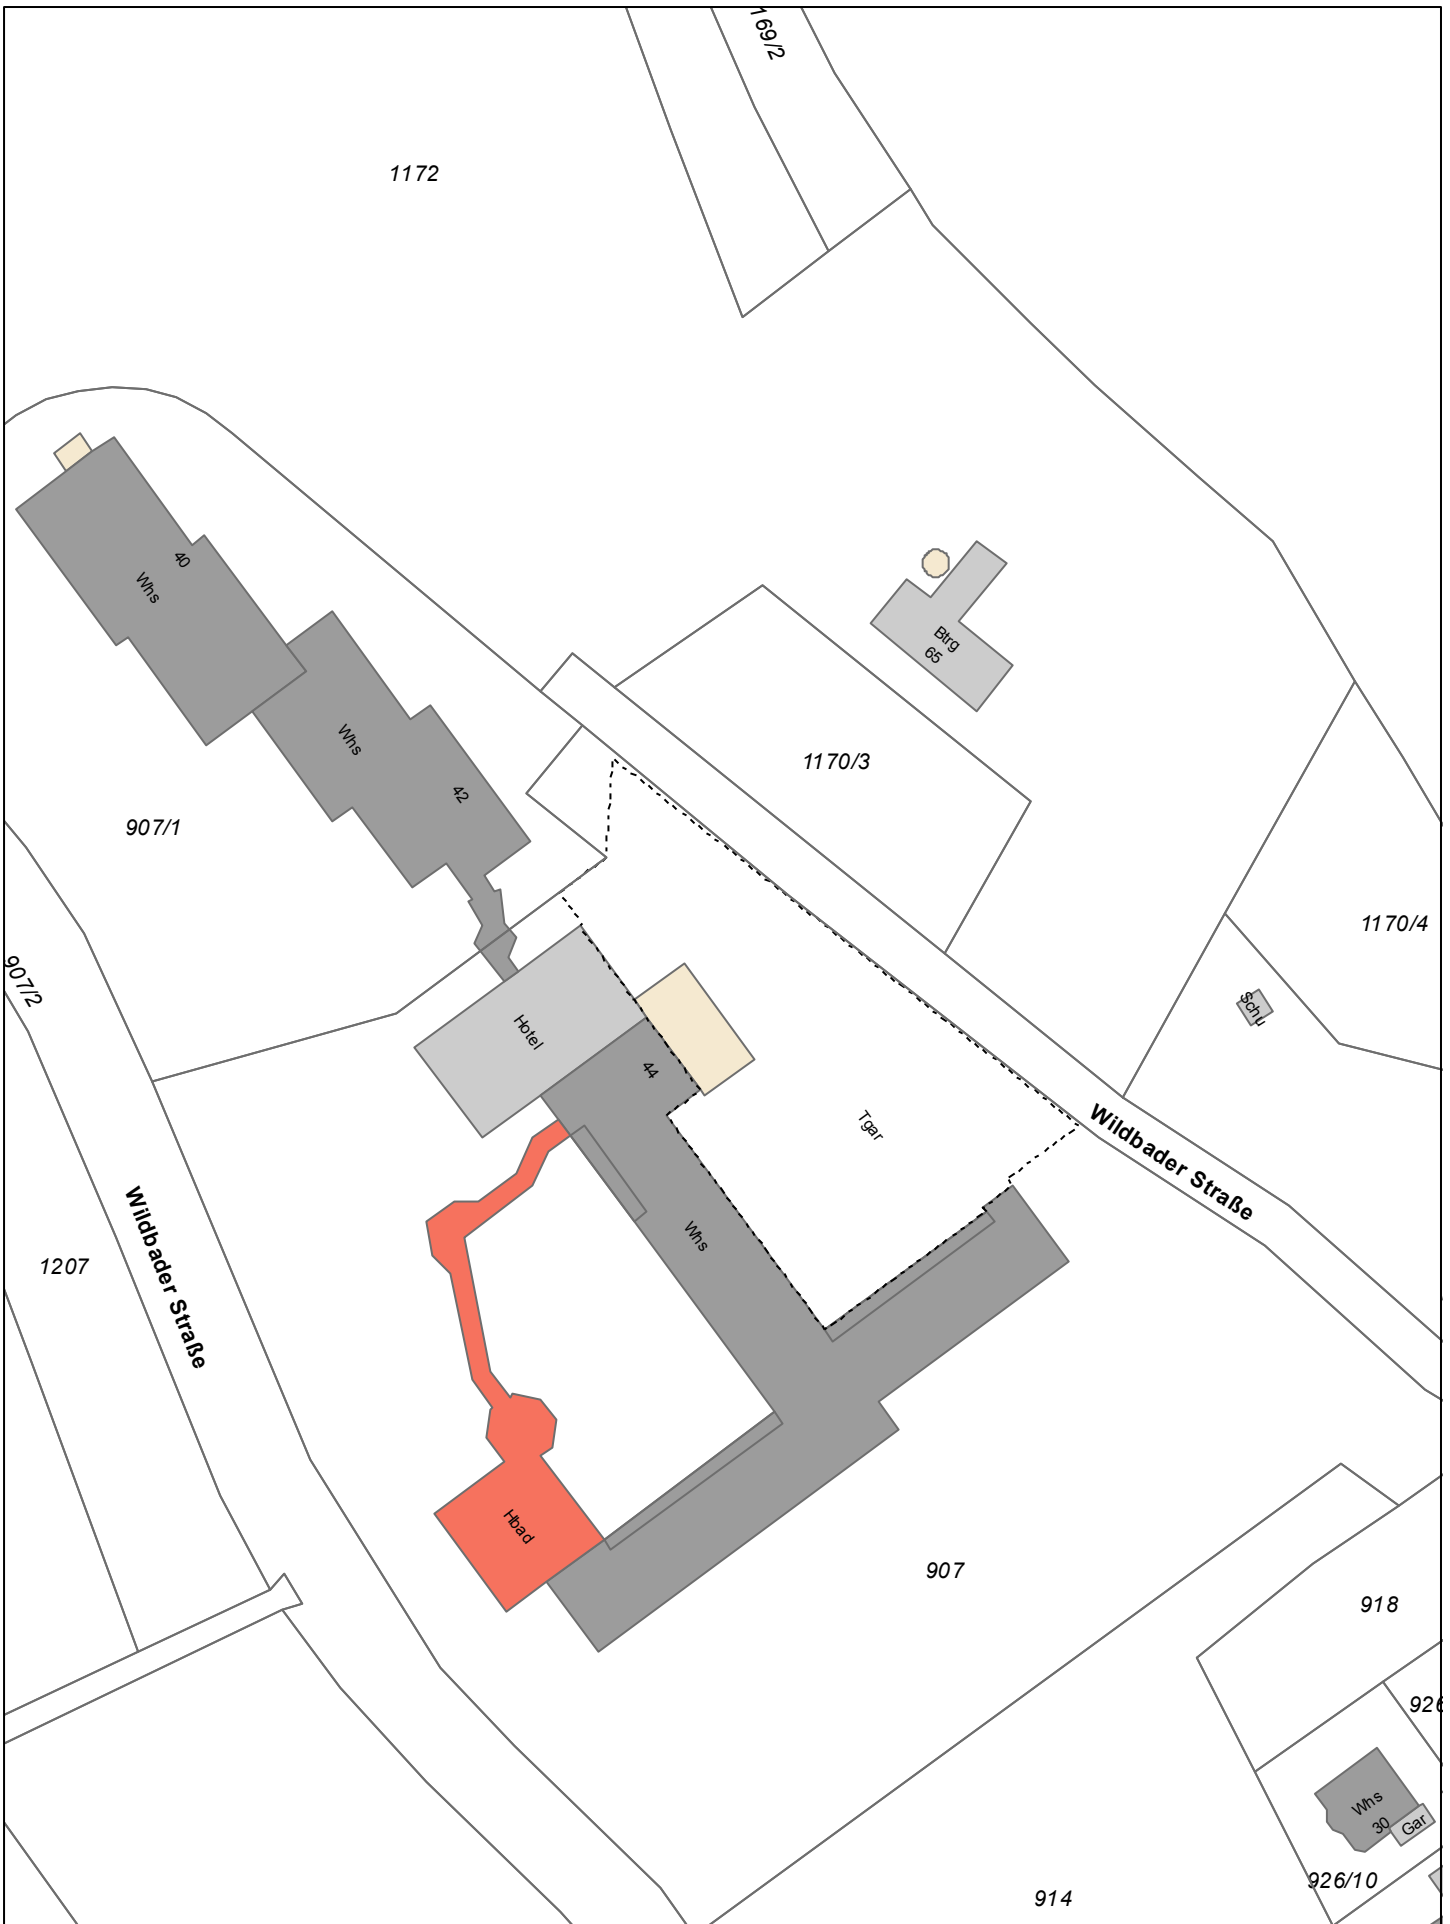 169/2
1172
40
Whs
Btrg
65
Whs
1170/3
42
907/1
1170/4
907/2
Schu
Hotel
44
Tgar
Wildbader Straße
Whs
Wildbader Straße
1207
Hbad
907
918
926
Whs
30
Gar
926/10
914